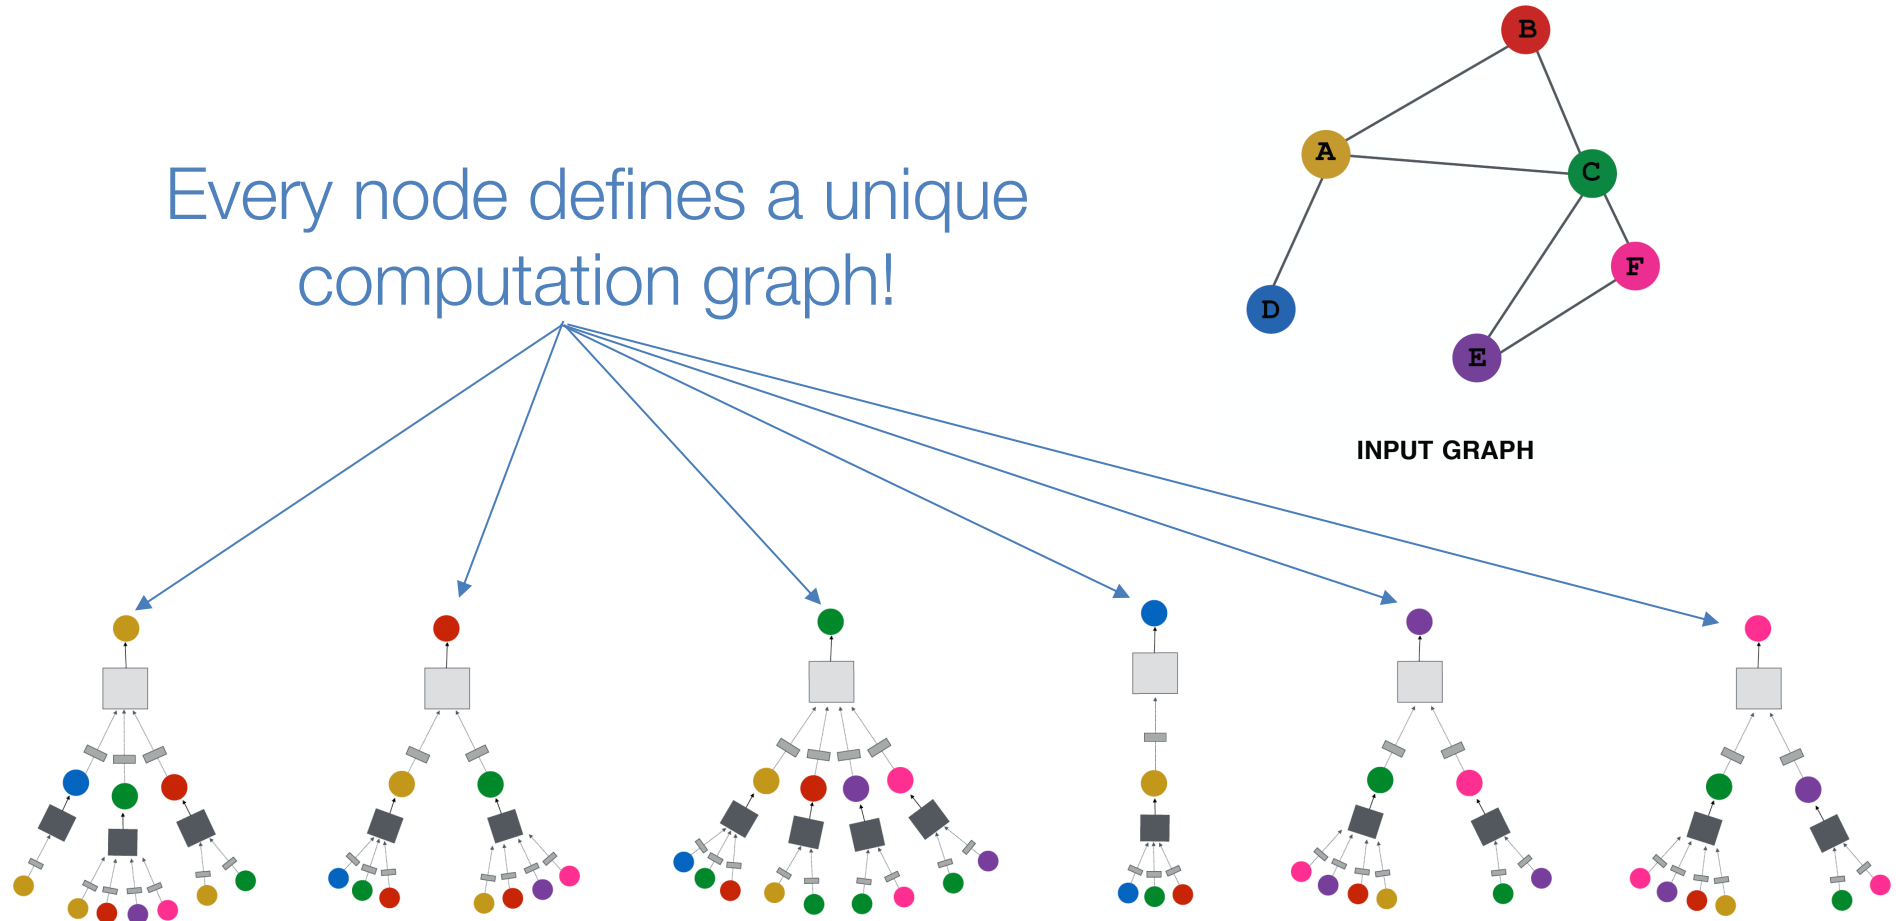 B
Every node defines a unique
computation graph!
A
C
F
D
E
INPUT GRAPH